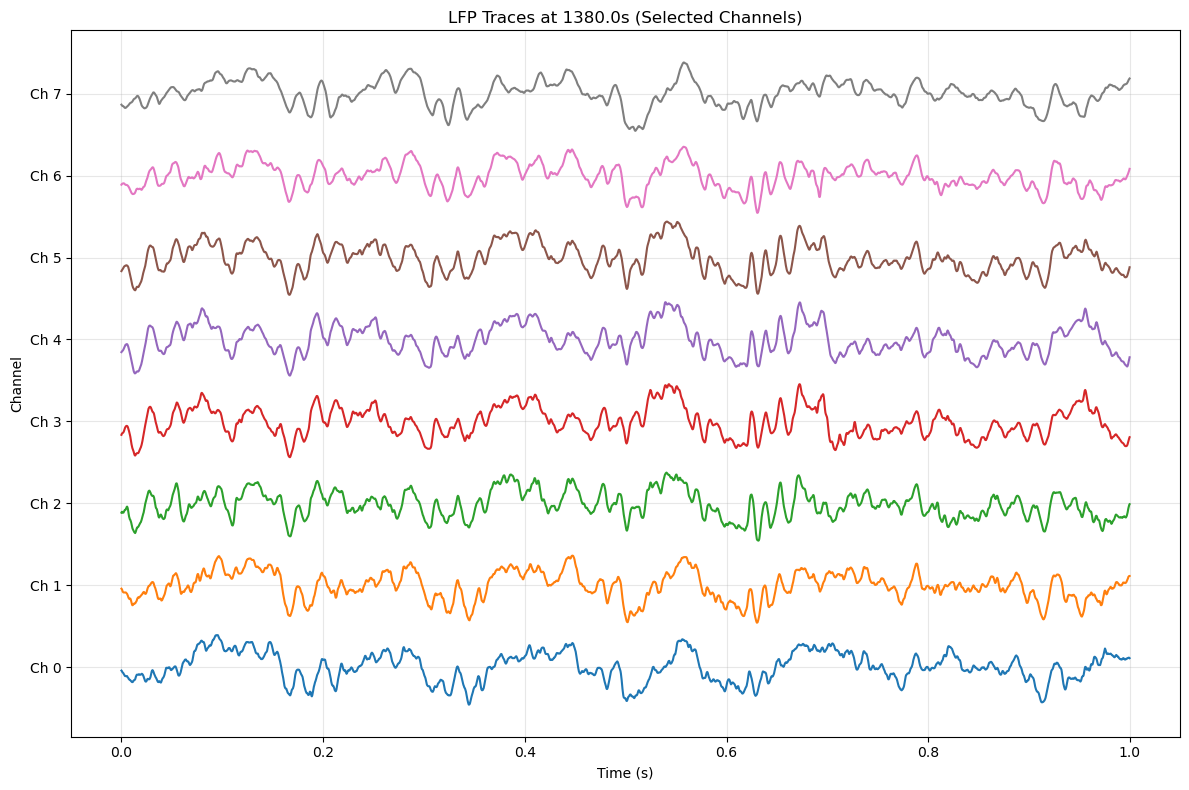 LFP Traces at 1380.0s (Selected Channels)
Ch 7
Ch 6
Ch 5
Ch 4
Ch 3
Ch 2
Ch 1
Ch 0
Channel
0.0 0.2 0.4 0.6 0.8 1.0
Time (s)